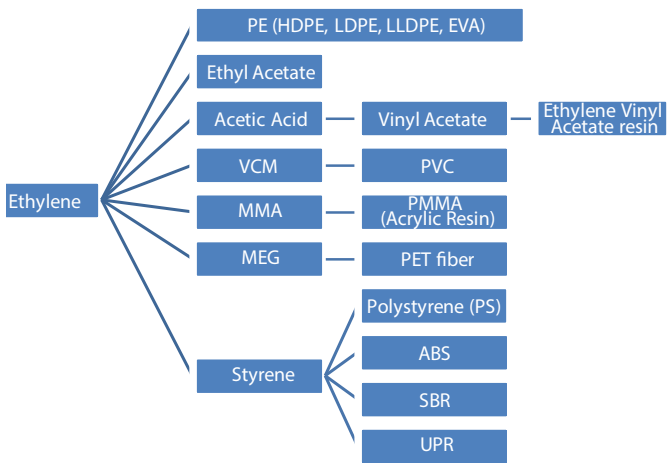 PE (HDPE, LDPE, LLDPE, EVA)
Ethyl Acetate
Acetic Acid
Vinyl Acetate
Ethylene Vinyl
Acetate resin
VCM
PVC
Ethylene
MMA
PMMA
(Acrylic Resin)
MEG
PET fiber
Polystyrene (PS)
Styrene
ABS
SBR
UPR